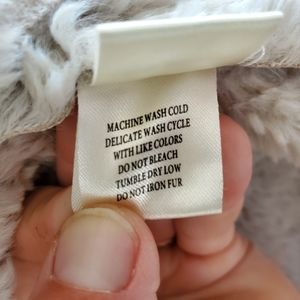 MACHINE WASH COLD
DELICATE WASH CYCLE
WITH LIKE COLORS
DO NOT BLEACH
TUMBLE DRY LOW
DO NOT IRON FUR